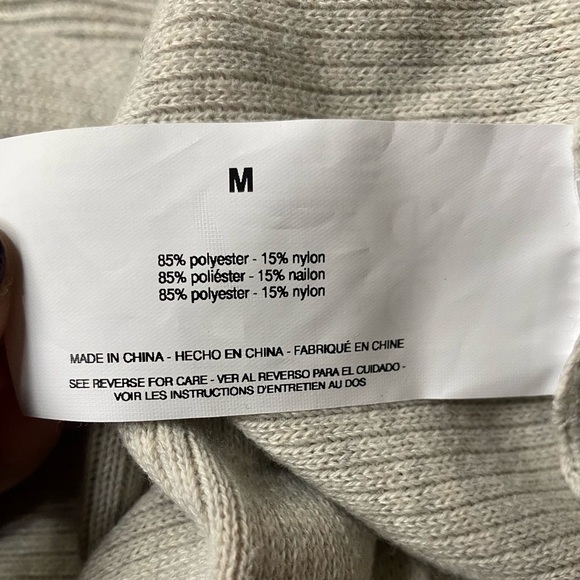 M
85% polyester - 15% nylon
85% poliéster - 15% nailon
85% polyester - 15% nylon
MADE IN CHINA - HECHO EN CHINA - FABRIQUÉ EN CHINE
SEE REVERSE FOR CARE - VER AL REVERSO PARA EL CUIDADO -
VOIR LES INSTRUCTIONS D'ENTRETIEN AU DOS